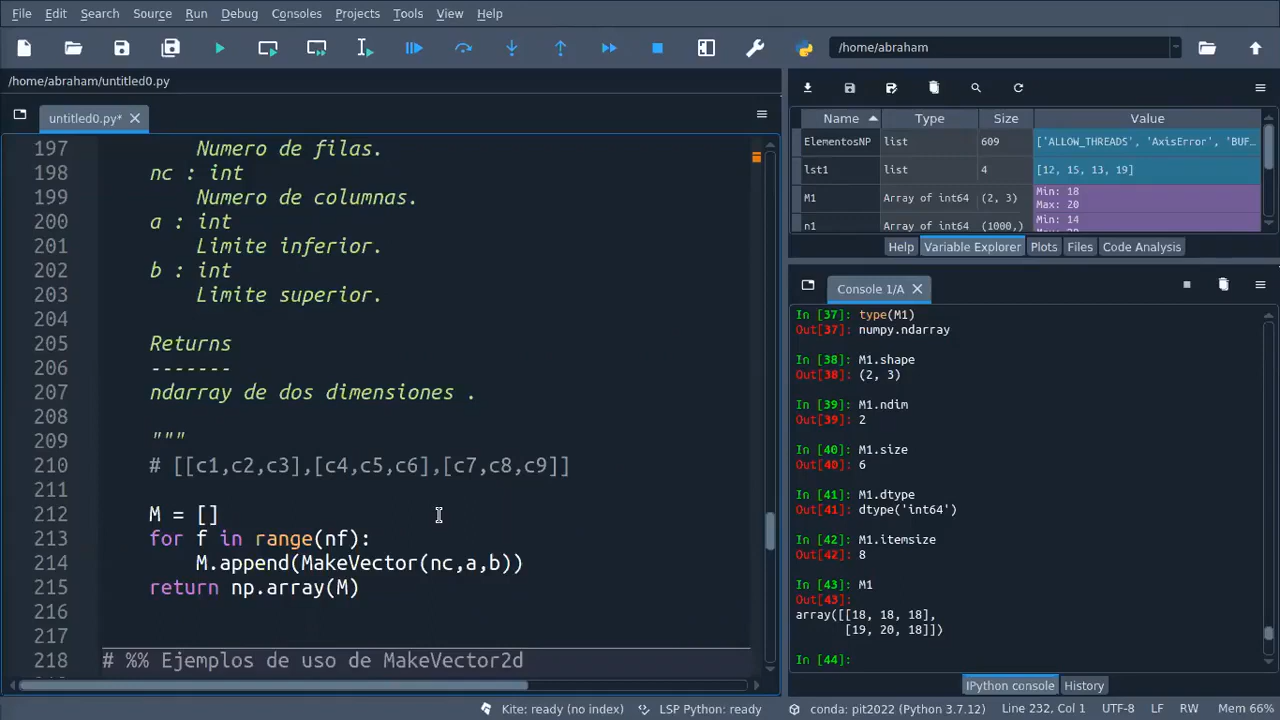 File Edit Search Source Run Debug Consoles Projects Tools View Help
/home/abraham
/home/abraham/untitled0.py
untitled0.py*
197 Numero de filas.
198 nc : int
199 Numero de columnas.
200 a : int
201 Limite inferior.
202 b : int
203 Limite superior.
204
205 Returns
206 -------
207 ndarray de dos dimensiones .
208
209 """
210 # [[c1,c2,c3],[c4,c5,c6],[c7,c8,c9]]
211
212 M = []
213 for f in range(nf):
214 M.append(MakeVector(nc,a,b))
215 return np.array(M)
216
217
218 # %% Ejemplos de uso de MakeVector2d
Name Type Size Value
ElementosNP list 609 ['ALLOW_THREADS', 'AxisError', 'BUF…
lst1 list 4 [12, 15, 13, 19]
M1 Array of int64 (2, 3) Min: 18
Max: 20
n1 Array of int64 (1000,) Min: 14
Help Variable Explorer Plots Files Code Analysis
Console 1/A
In [37]: type(M1)
Out[37]: numpy.ndarray
In [38]: M1.shape
Out[38]: (2, 3)
In [39]: M1.ndim
Out[39]: 2
In [40]: M1.size
Out[40]: 6
In [41]: M1.dtype
Out[41]: dtype('int64')
In [42]: M1.itemsize
Out[42]: 8
In [43]: M1
Out[43]:
array([[18, 18, 18],
[19, 20, 18]])
In [44]:
IPython console History
Kite: ready (no index) LSP Python: ready conda: pit2022 (Python 3.7.12) Line 232, Col 1 UTF-8 LF RW Mem 66%